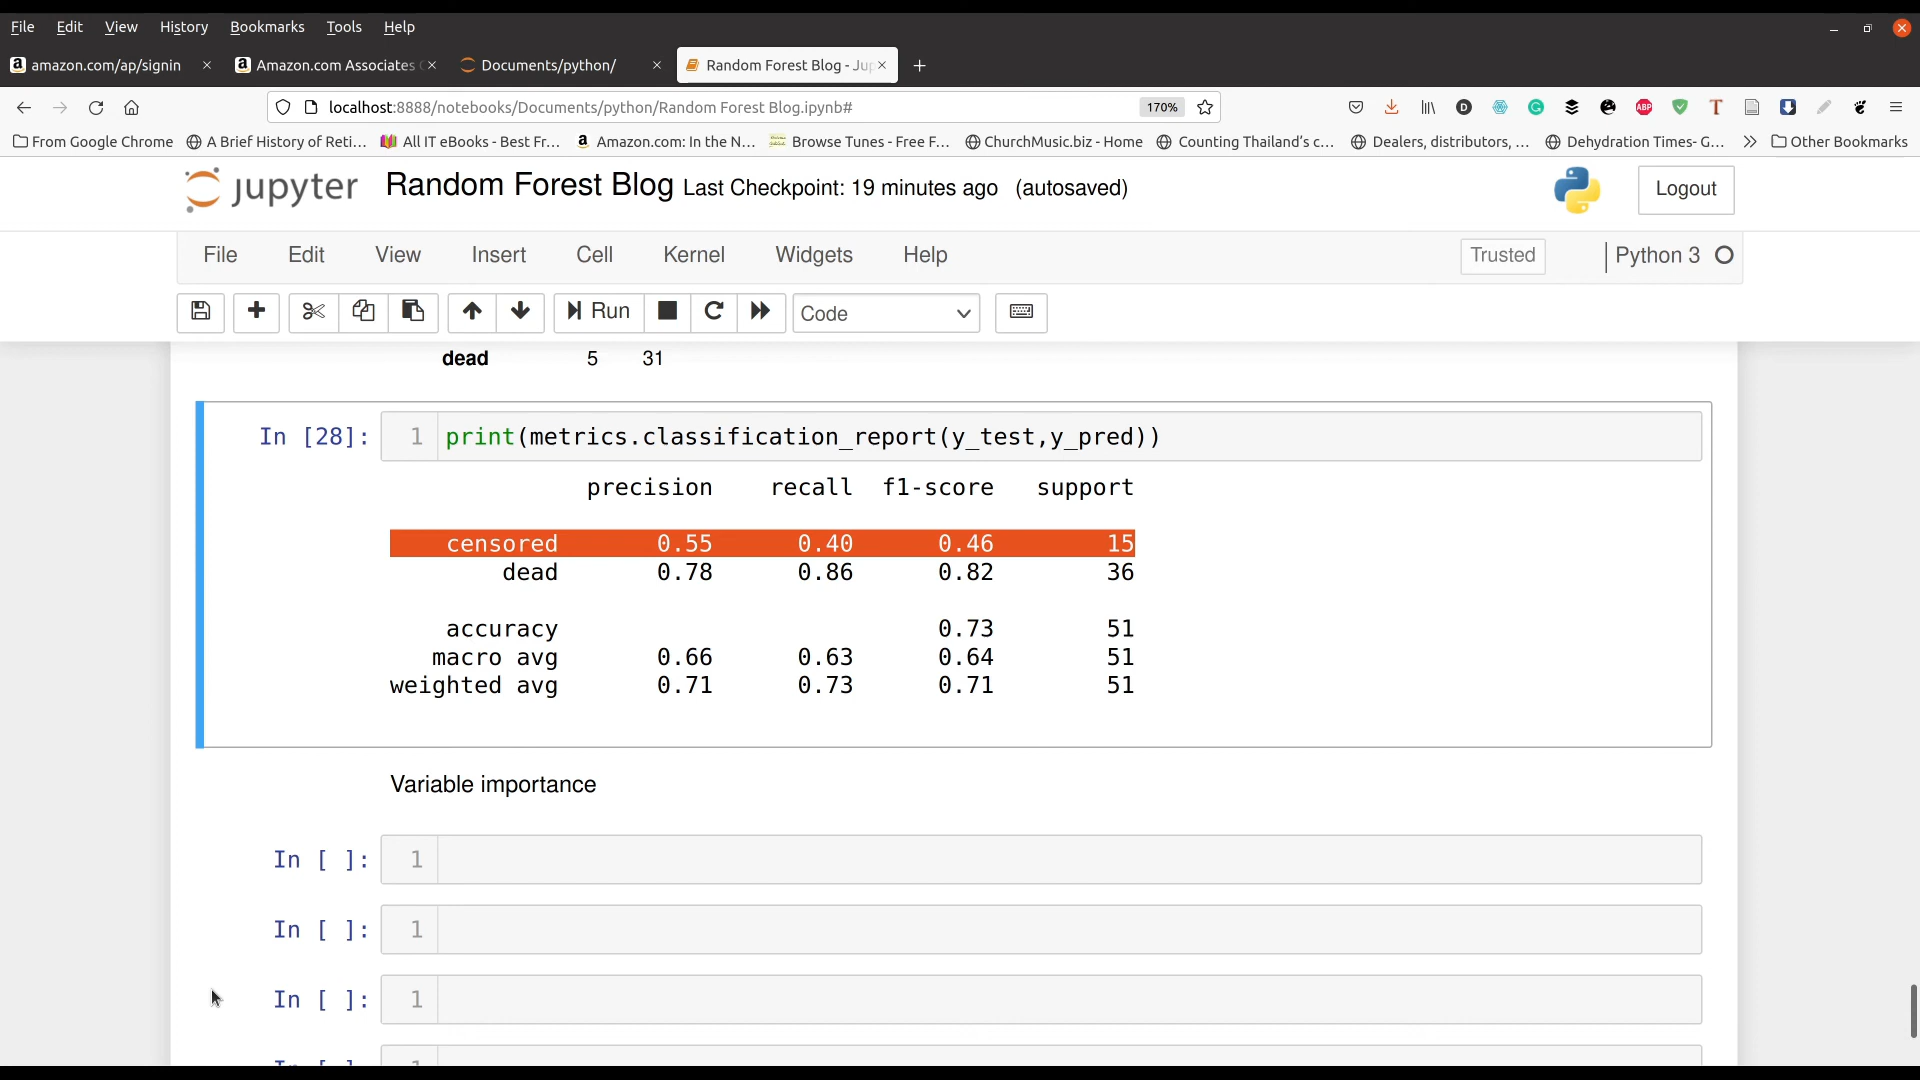 File Edit View History Bookmarks Tools Help
amazon.com/ap/signin Amazon.com Associates Documents/python/ Random Forest Blog - Jup
localhost:8888/notebooks/Documents/python/Random Forest Blog.ipynb# 170%
From Google Chrome A Brief History of Reti... All IT eBooks - Best Fr... Amazon.com: In the N... Browse Tunes - Free F... ChurchMusic.biz - Home Counting Thailand's c... Dealers, distributors, ... Dehydration Times- G... Other Bookmarks
jupyter Random Forest Blog Last Checkpoint: 19 minutes ago (autosaved) Logout
File Edit View Insert Cell Kernel Widgets Help Trusted Python 3
Run Code
dead 5 31
In [28]: 1 print(metrics.classification_report(y_test,y_pred))
precision recall f1-score support
censored 0.55 0.40 0.46 15
dead 0.78 0.86 0.82 36
accuracy 0.73 51
macro avg 0.66 0.63 0.64 51
weighted avg 0.71 0.73 0.71 51
Variable importance
In [ ]: 1
In [ ]: 1
In [ ]: 1